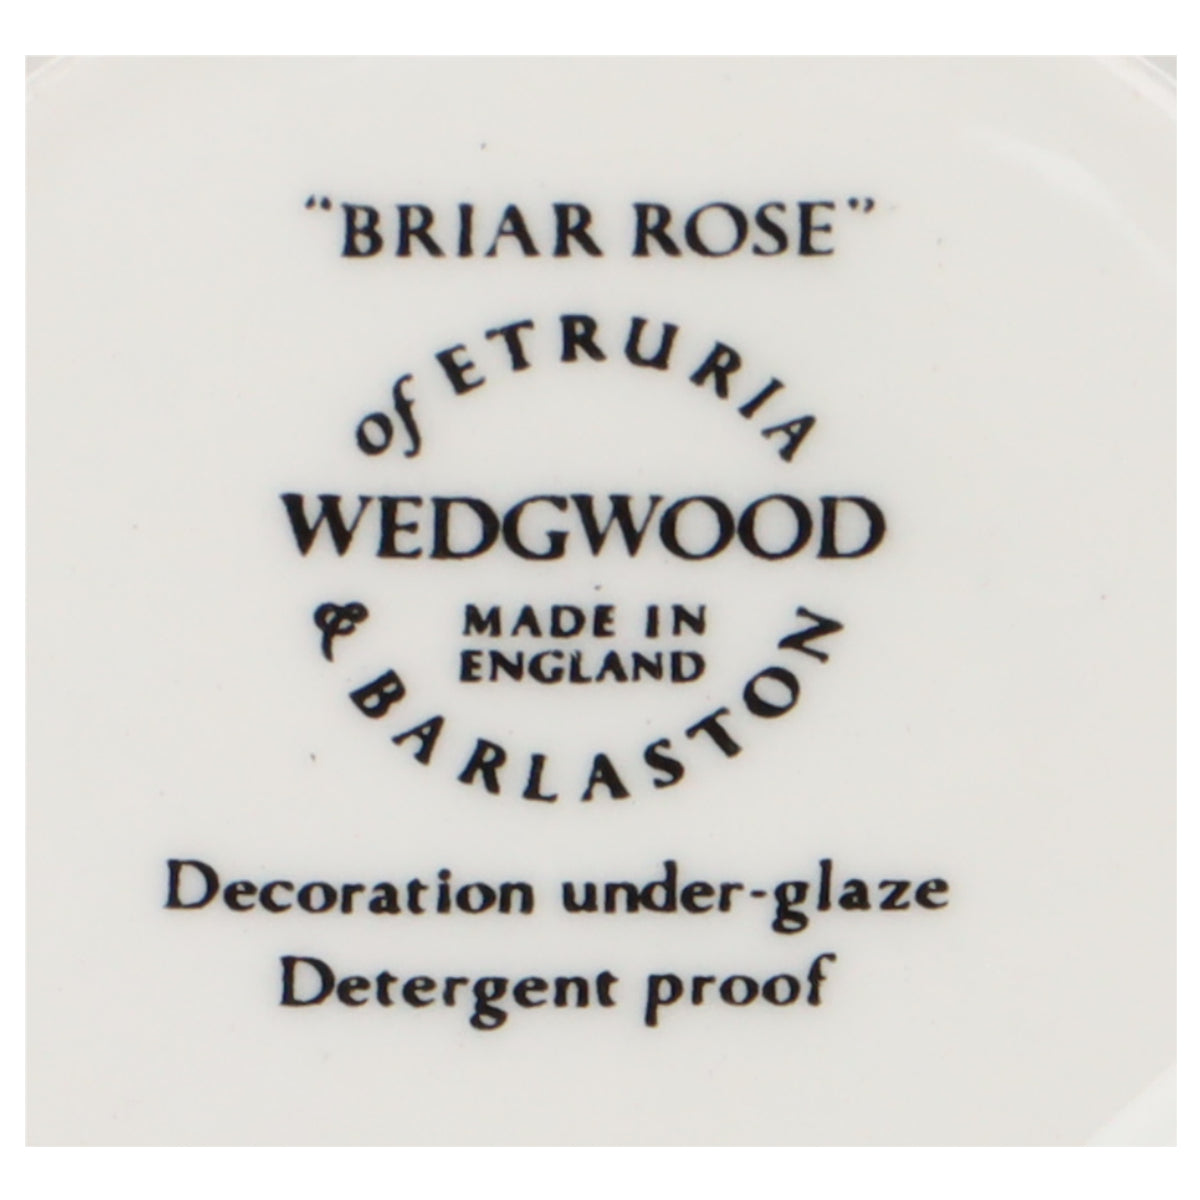 "BRIAR ROSE"
of ETRURIA
WEDGWOOD
MADE IN
ENGLAND
& BARLASTON
Decoration under-glaze
Detergent proof